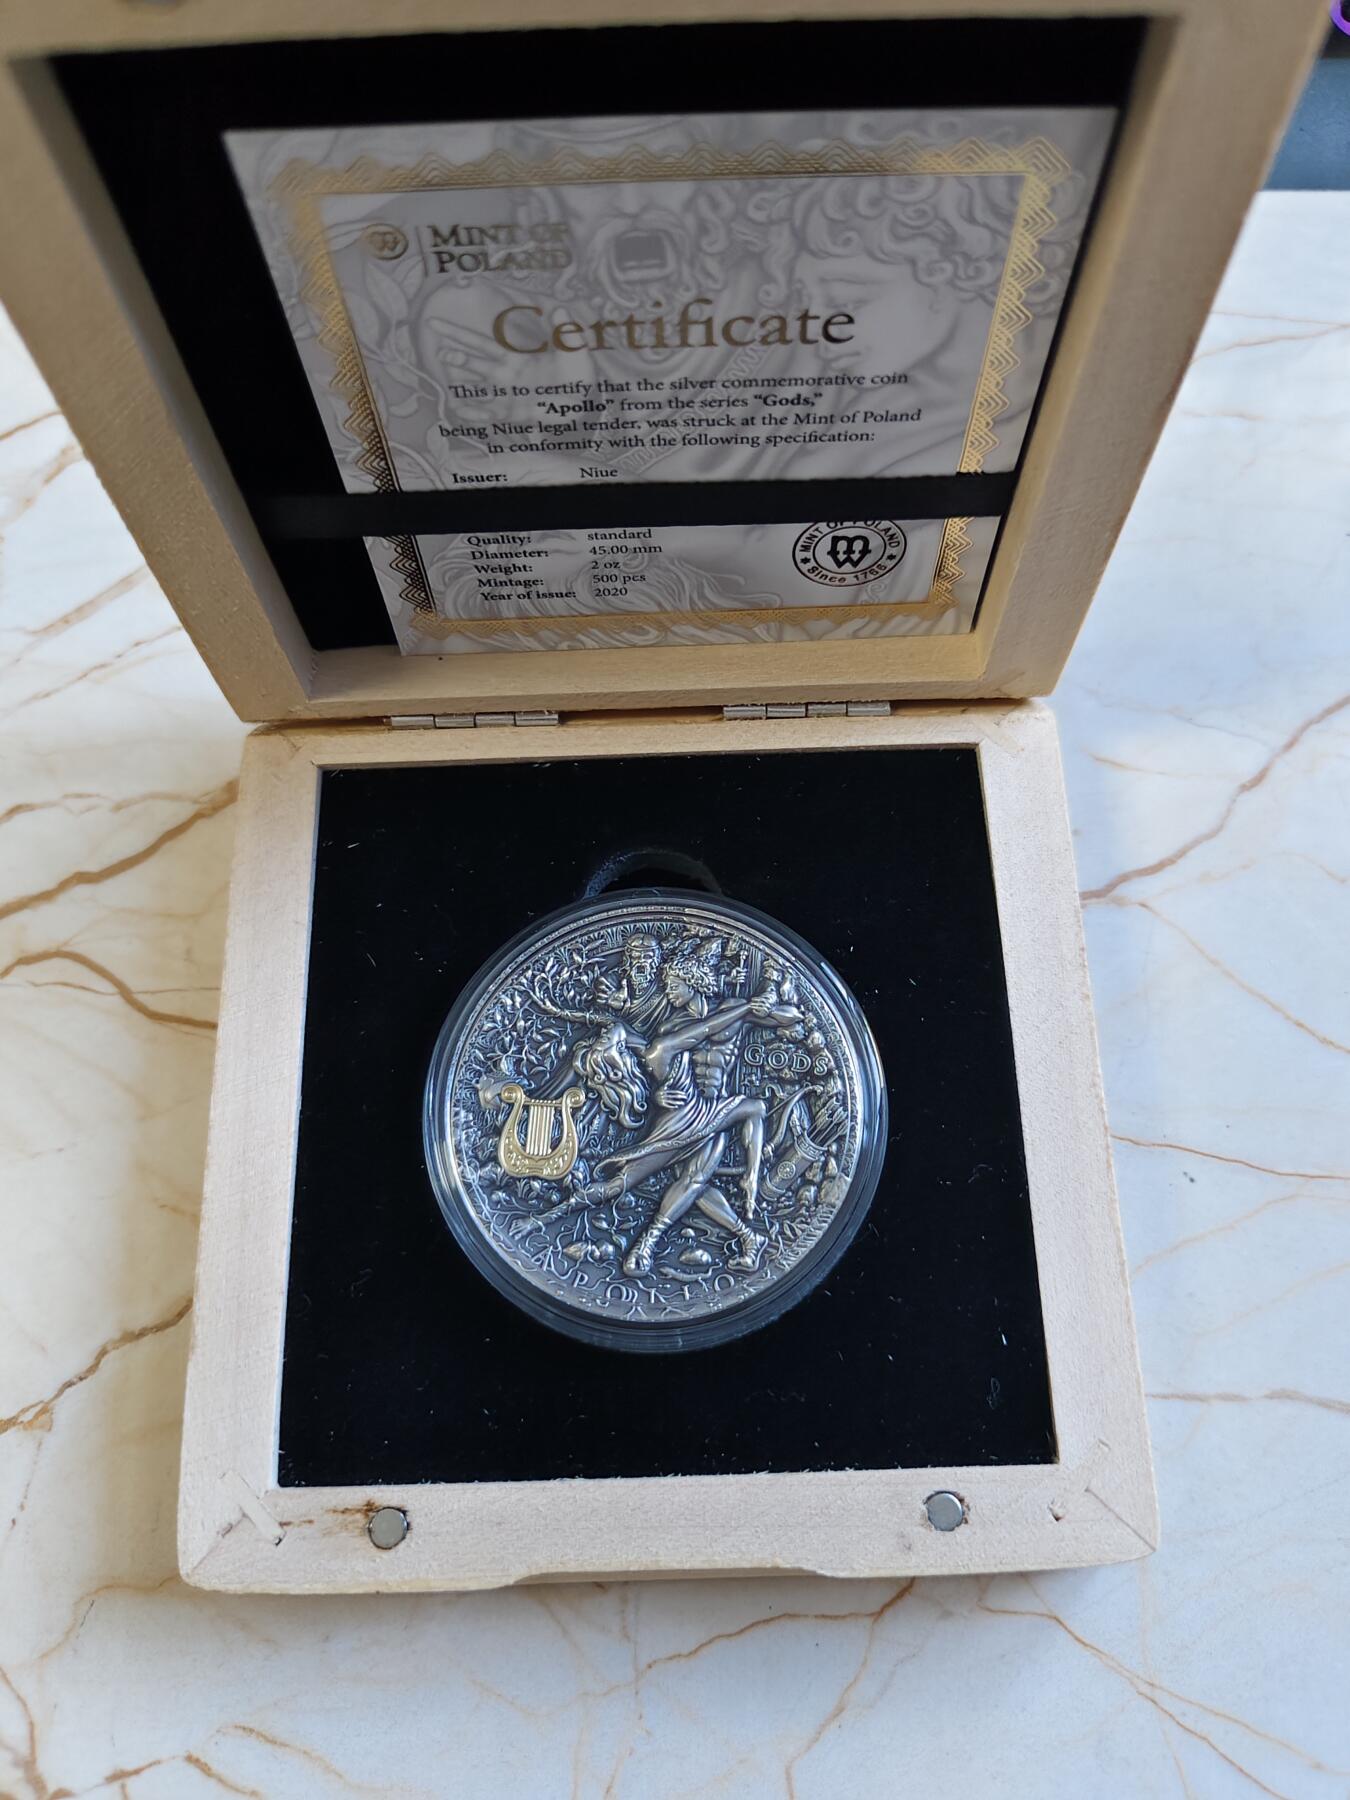 MINT OF
POLAND
Certificate
This is to certify that the silver commemorative coin
“Apollo” from the series “Gods,”
being Niue legal tender, was struck at the Mint of Poland
in conformity with the following specification:
Issuer: Niue
Quality: standard
Diameter: 45.00 mm
Weight: 2 oz
Mintage: 500 pcs
Year of issue: 2020
MINT OF POLAND
Since 1766
GODS
APOLLO